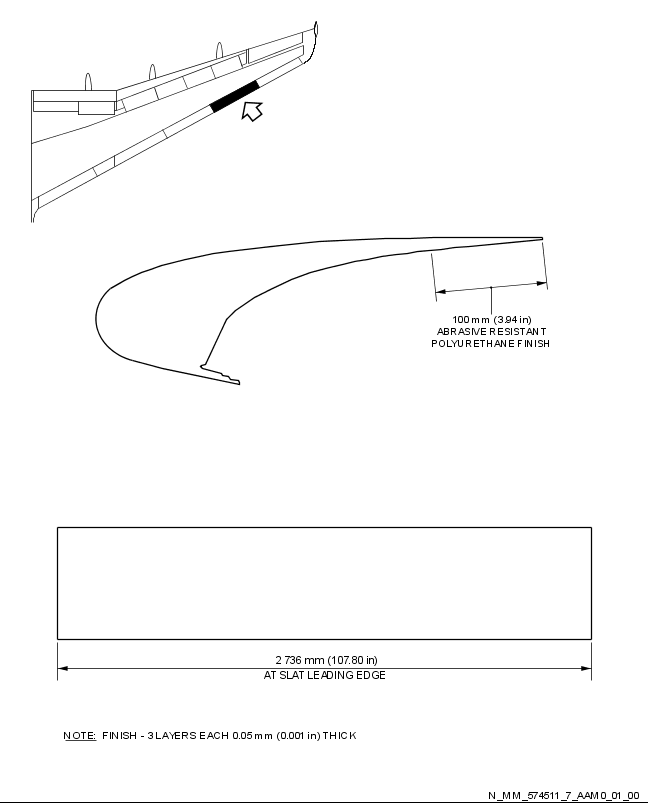 100 mm (3.94 in)
ABRASIVE RESISTANT
POLYURETHANE FINISH
2 736 mm (107.80 in)
AT SLAT LEADING EDGE
NOTE: FINISH - 3 LAYERS EACH 0.05 mm (0.001 in) THICK
N_MM_574511_7_AAM0_01_00